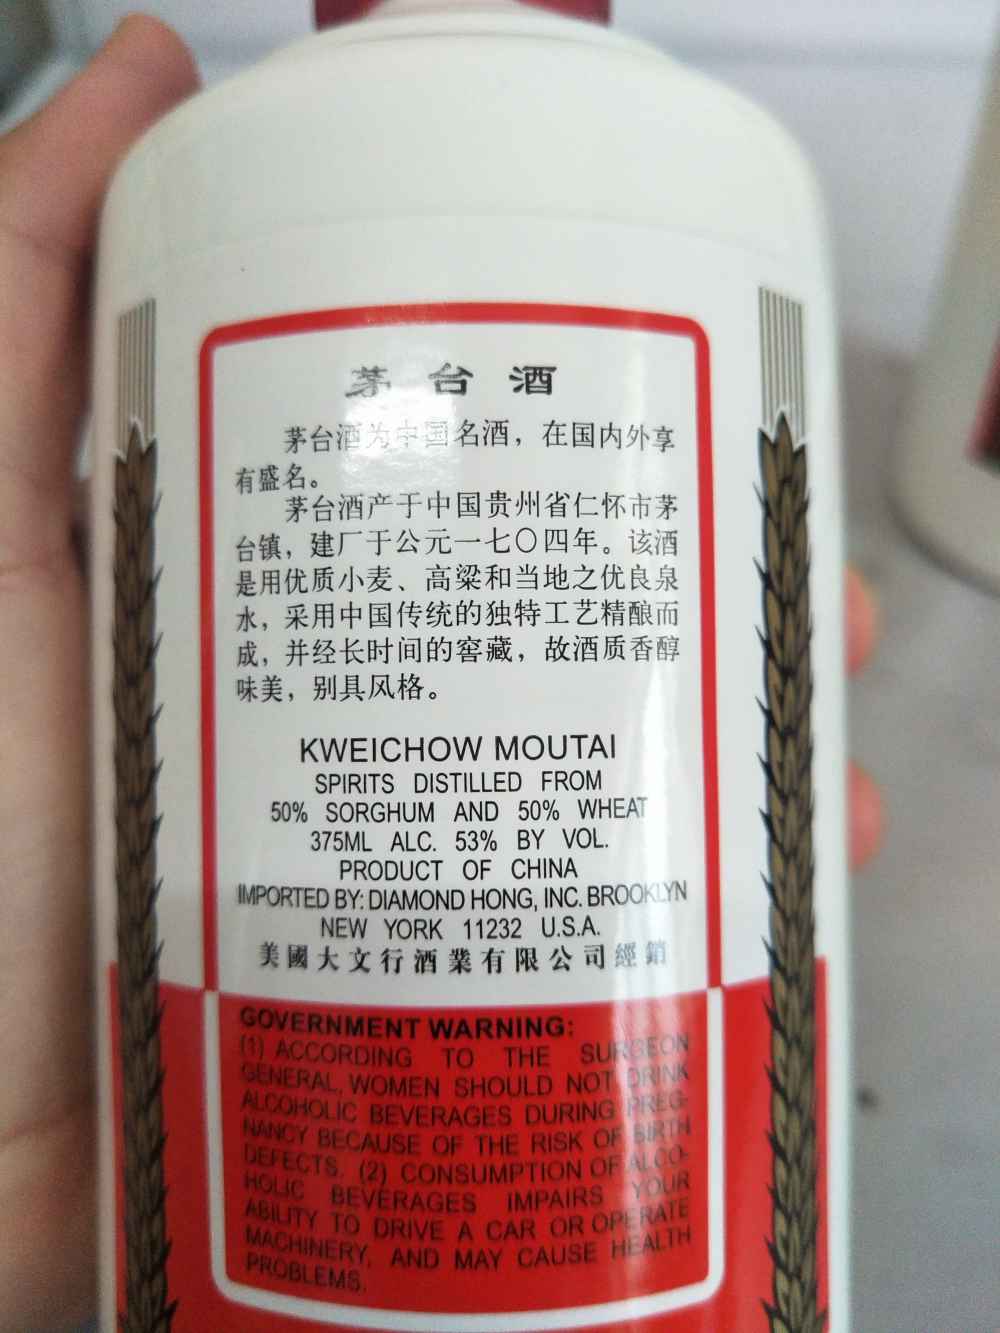 茅台酒
茅台酒为中国名酒，在国内外享
有盛名。
茅台酒产于中国贵州省仁怀市茅
台镇，建厂于公元一七〇四年。该酒
是用优质小麦、高粱和当地之优良泉
水，采用中国传统的独特工艺精酿而
成，并经长时间的窖藏，故酒质香醇
味美，别具风格。
KWEICHOW MOUTAI
SPIRITS DISTILLED FROM
50% SORGHUM AND 50% WHEAT
375ML ALC. 53% BY VOL.
PRODUCT OF CHINA
IMPORTED BY: DIAMOND HONG, INC. BROOKLYN
NEW YORK 11232 U.S.A.
美國大文行酒業有限公司經銷
GOVERNMENT WARNING:
(1) ACCORDING TO THE SURGEON
GENERAL, WOMEN SHOULD NOT DRINK
ALCOHOLIC BEVERAGES DURING PREG-
NANCY BECAUSE OF THE RISK OF BIRTH
DEFECTS. (2) CONSUMPTION OF ALCO-
HOLIC BEVERAGES IMPAIRS YOUR
ABILITY TO DRIVE A CAR OR OPERATE
MACHINERY, AND MAY CAUSE HEALTH
PROBLEMS.